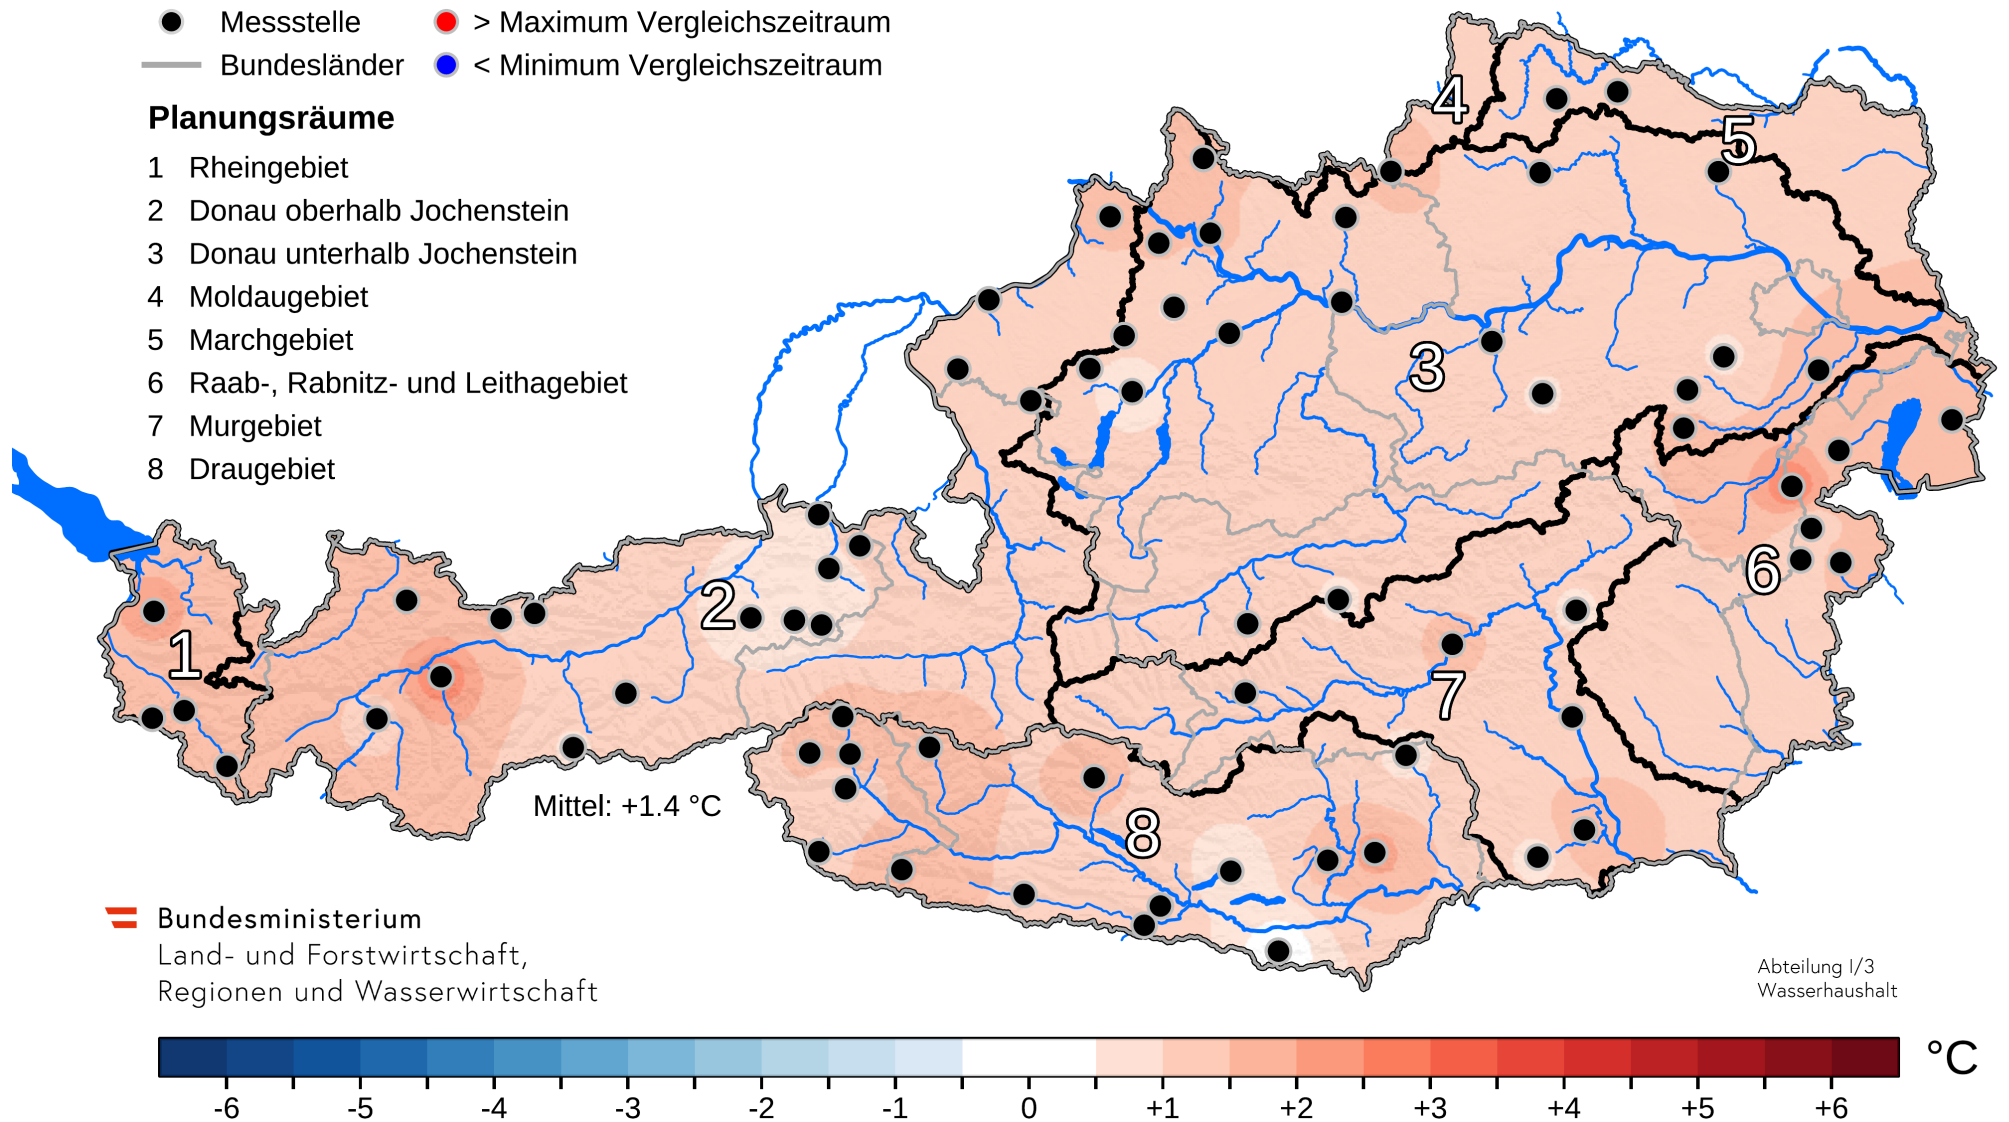 Messstelle
> Maximum Vergleichszeitraum
Bundesländer
< Minimum Vergleichszeitraum
Planungsräume
1 Rheingebiet
2 Donau oberhalb Jochenstein
3 Donau unterhalb Jochenstein
4 Moldaugebiet
5 Marchgebiet
6 Raab-, Rabnitz- und Leithagebiet
7 Murgebiet
8 Draugebiet
4
5
3
2
6
1
7
8
Mittel: +1.4 °C
Bundesministerium
Land- und Forstwirtschaft,
Regionen und Wasserwirtschaft
Abteilung I/3
Wasserhaushalt
°C
-6 -5 -4 -3 -2 -1 0 +1 +2 +3 +4 +5 +6